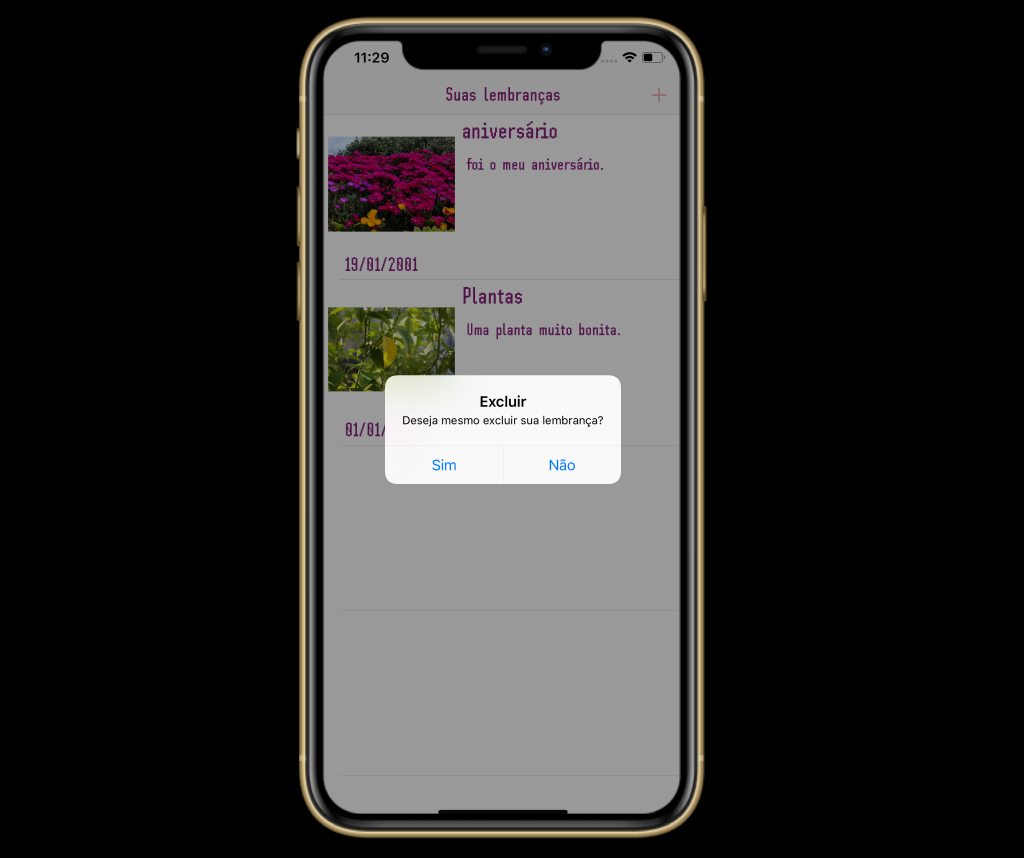 11:29
Suas lembranças
aniversário
foi o meu aniversário.
19/01/2001
Plantas
Uma planta muito bonita.
01/01/
Excluir
Deseja mesmo excluir sua lembrança?
Sim
Não